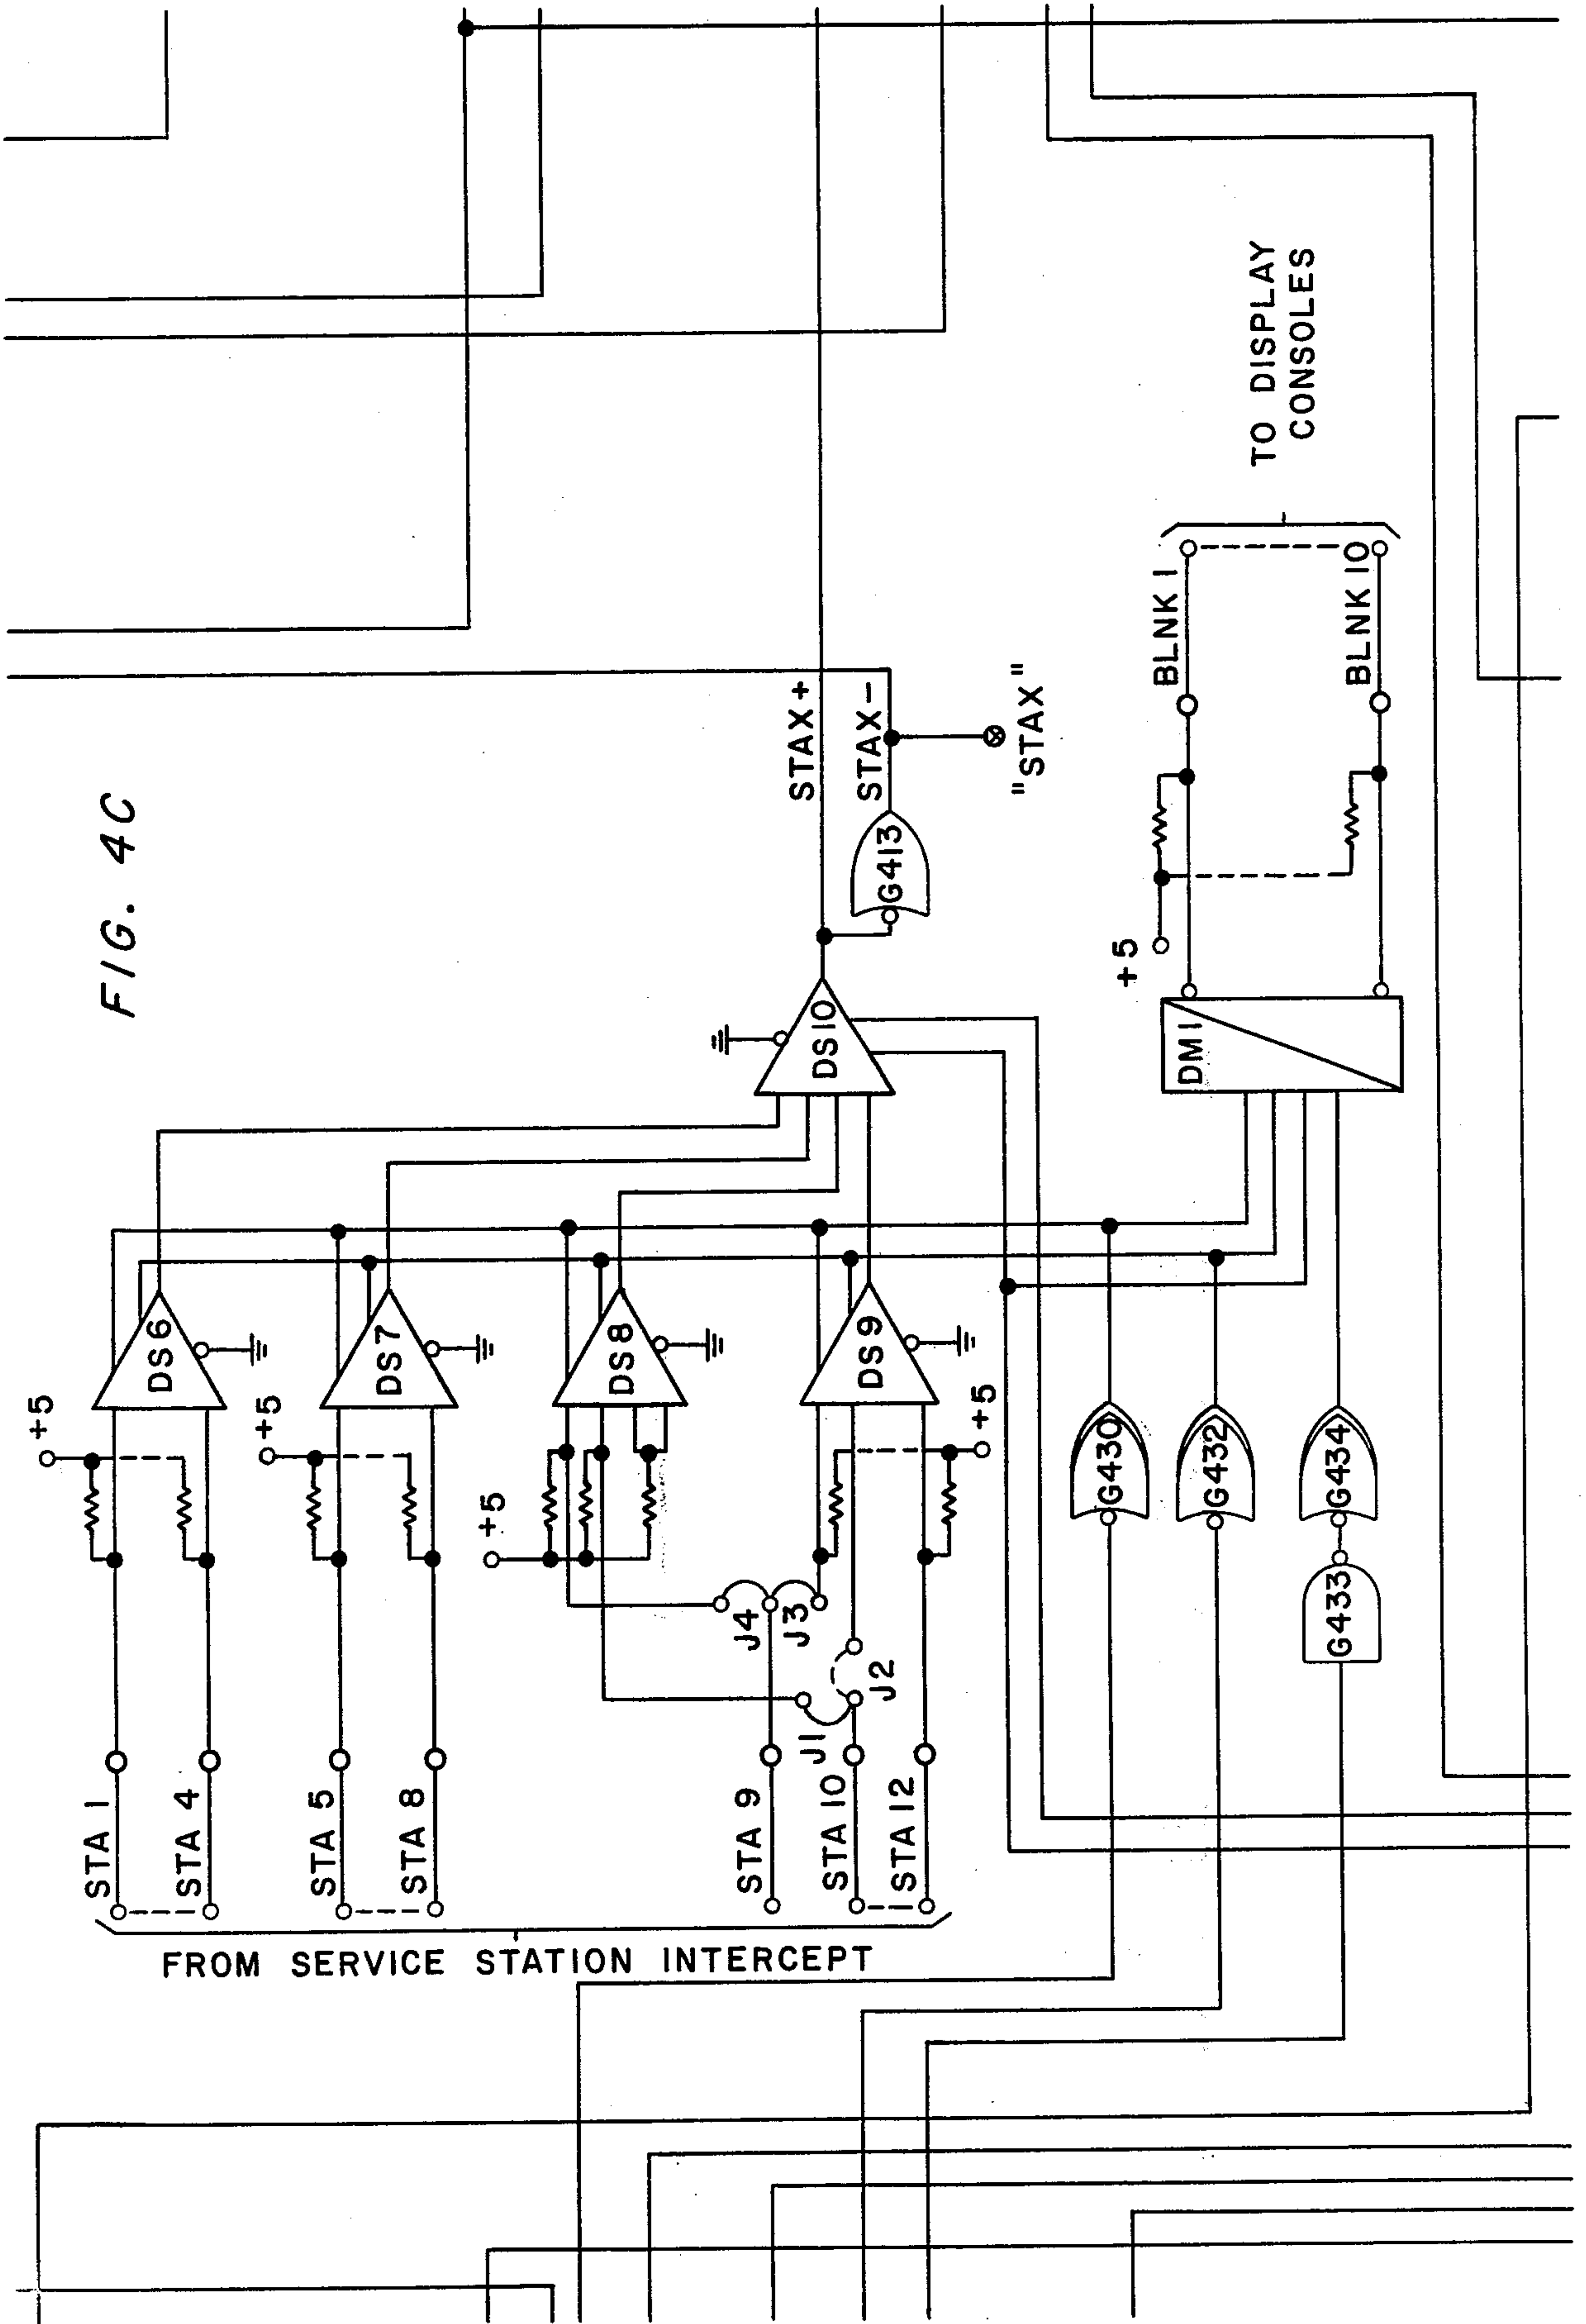 FIG. 4C
+5
STA 1
DS6
STA 4
+5
STA 5
DS7
STA 8
+5
DS8
J4
J3
STA 9
J1
J2
STA 10
DS9
STA 12
+5
FROM SERVICE STATION INTERCEPT
DS10
STAX+
STAX-
G413
"STAX"
G430
G432
G433
G434
+5
DM1
BLNK 1
BLNK 10
TO DISPLAY
CONSOLES